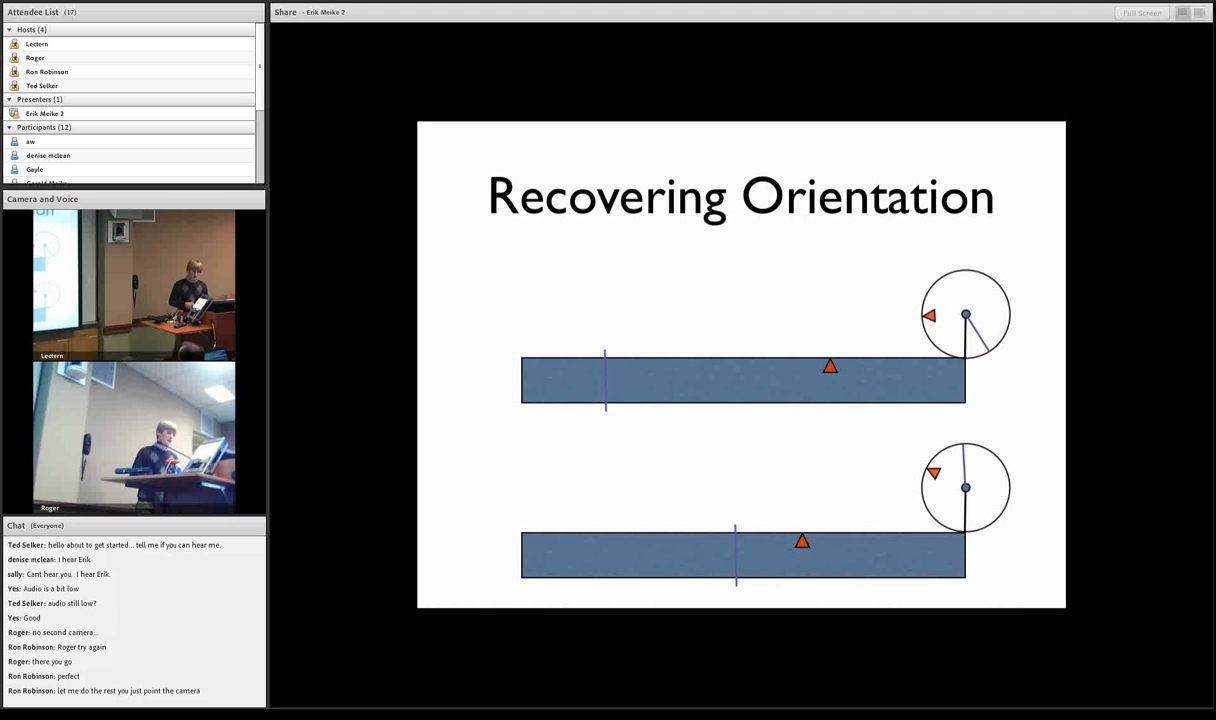 Attendee List (17)
Hosts (4)
Lectern
Roger
Ron Robinson
Ted Selker
Presenters (1)
Erik Meike 2
Participants (12)
aw
denise mclean
Gayle
Camera and Voice
Lectern
Roger
Chat (Everyone)
Ted Selker: hello about to get started... tell me if you can hear me.
denise mclean: I hear Erik
sally: Cant hear you. I hear Erik.
Yes: Audio is a bit low
Ted Selker: audio still low?
Yes: Good
Roger: no second camera...
Ron Robinson: Roger try again
Roger: there you go
Ron Robinson: perfect
Ron Robinson: let me do the rest you just point the camera
Share - Erik Meike 2
Full Screen
Recovering Orientation